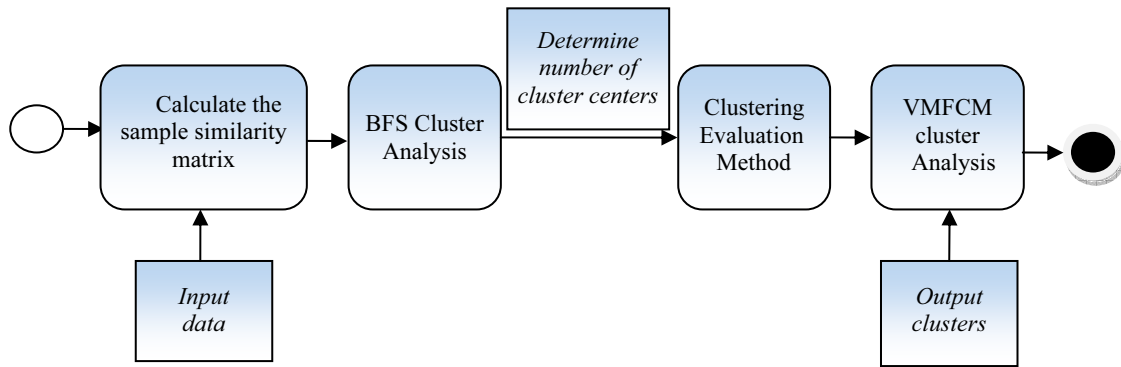 Calculate the
sample similarity
matrix
BFS Cluster
Analysis
Determine
number of
cluster centers
Clustering
Evaluation
Method
VMFCM
cluster
Analysis
Input
data
Output
clusters